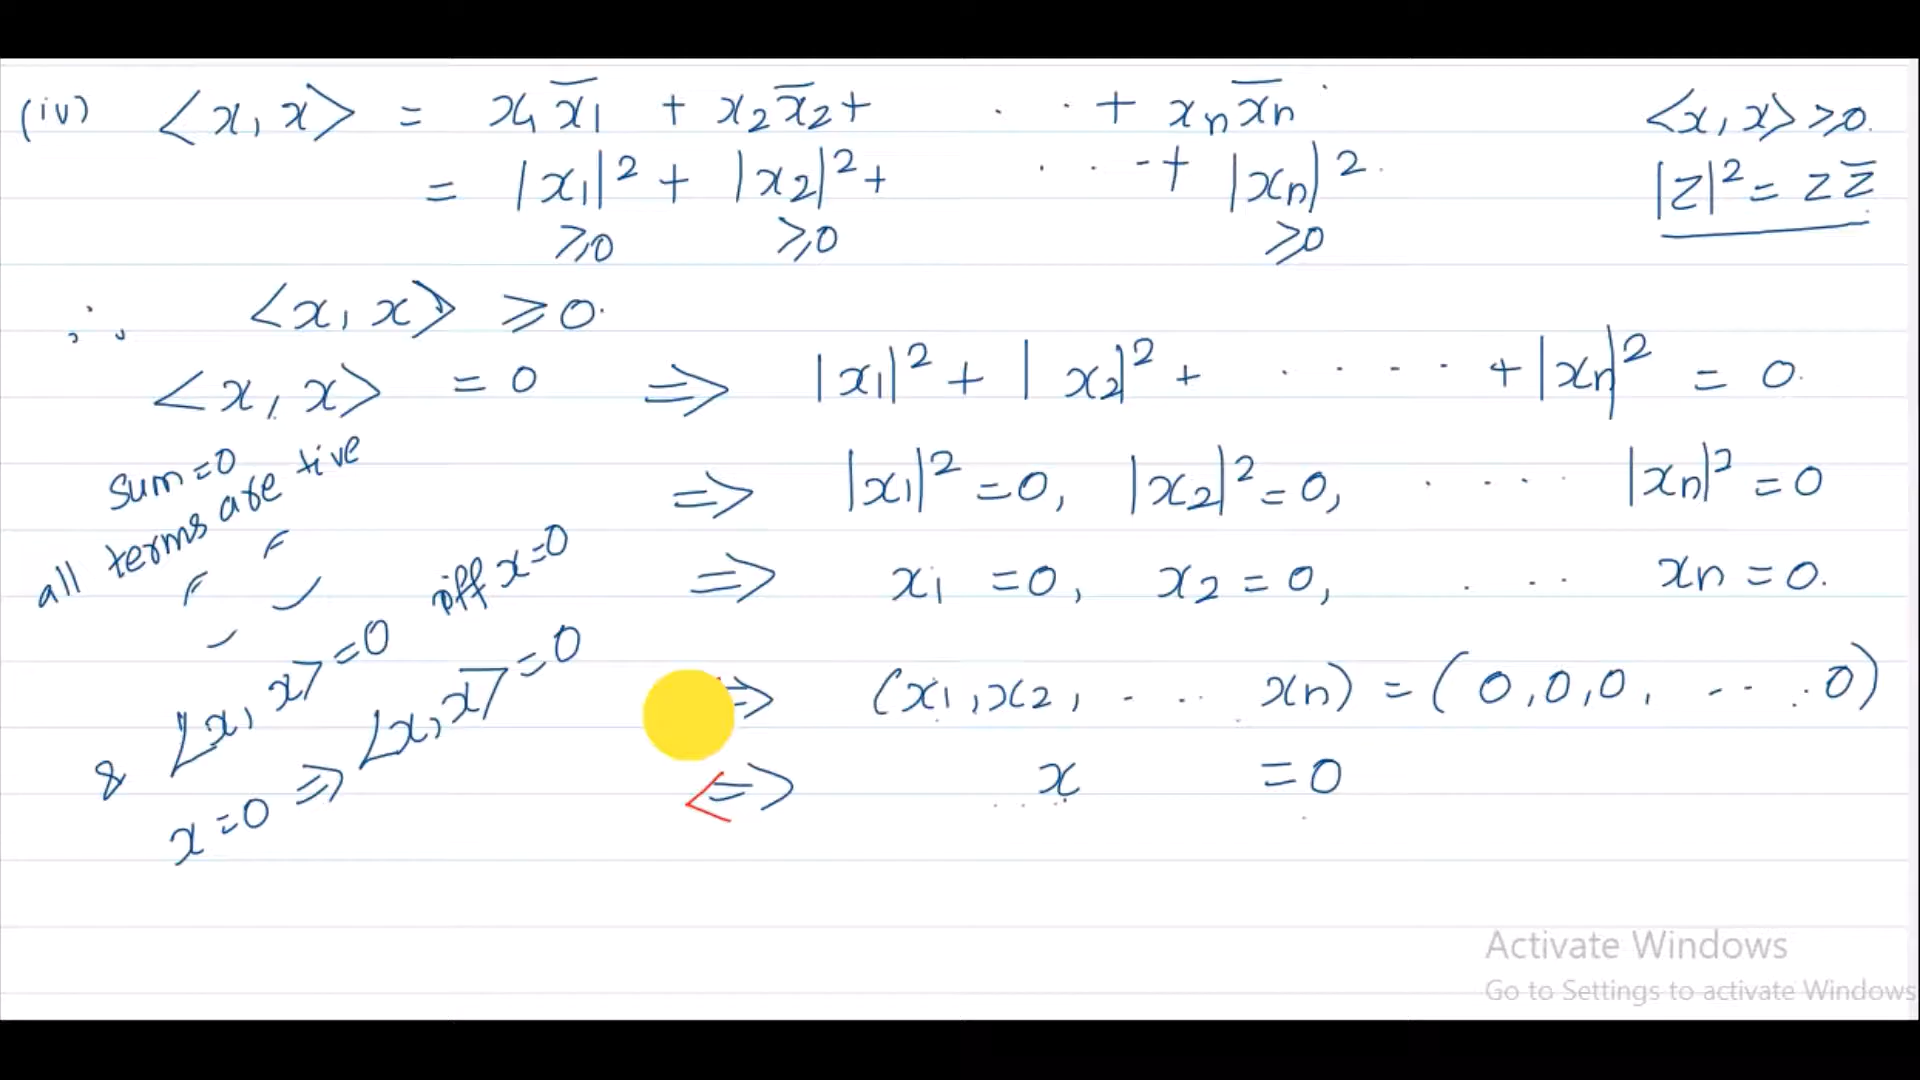 (iv) <x, x> = x₁x̅₁ + x₂x̅₂ + . . + xₙx̅ₙ
<x, x> ≥ 0.
= |x₁|² + |x₂|² + . . - + |xₙ|².
|z|² = z z̅
≥0 ≥0 ≥0
∴ <x, x> ≥ 0.
<x, x> = 0 => |x₁|² + |x₂|² + . . . . . + |xₙ|² = 0.
Sum = 0
all terms are +ive
=> |x₁|² = 0, |x₂|² = 0, . . . . |xₙ|² = 0
=> x₁ = 0, x₂ = 0, . . . xₙ = 0.
=> (x₁, x₂, . . . xₙ) = (0, 0, 0, . . . . 0)
<=> x = 0
& <x, x> = 0 iff x = 0
x = 0 => <x, x> = 0
Activate Windows
Go to Settings to activate Windows